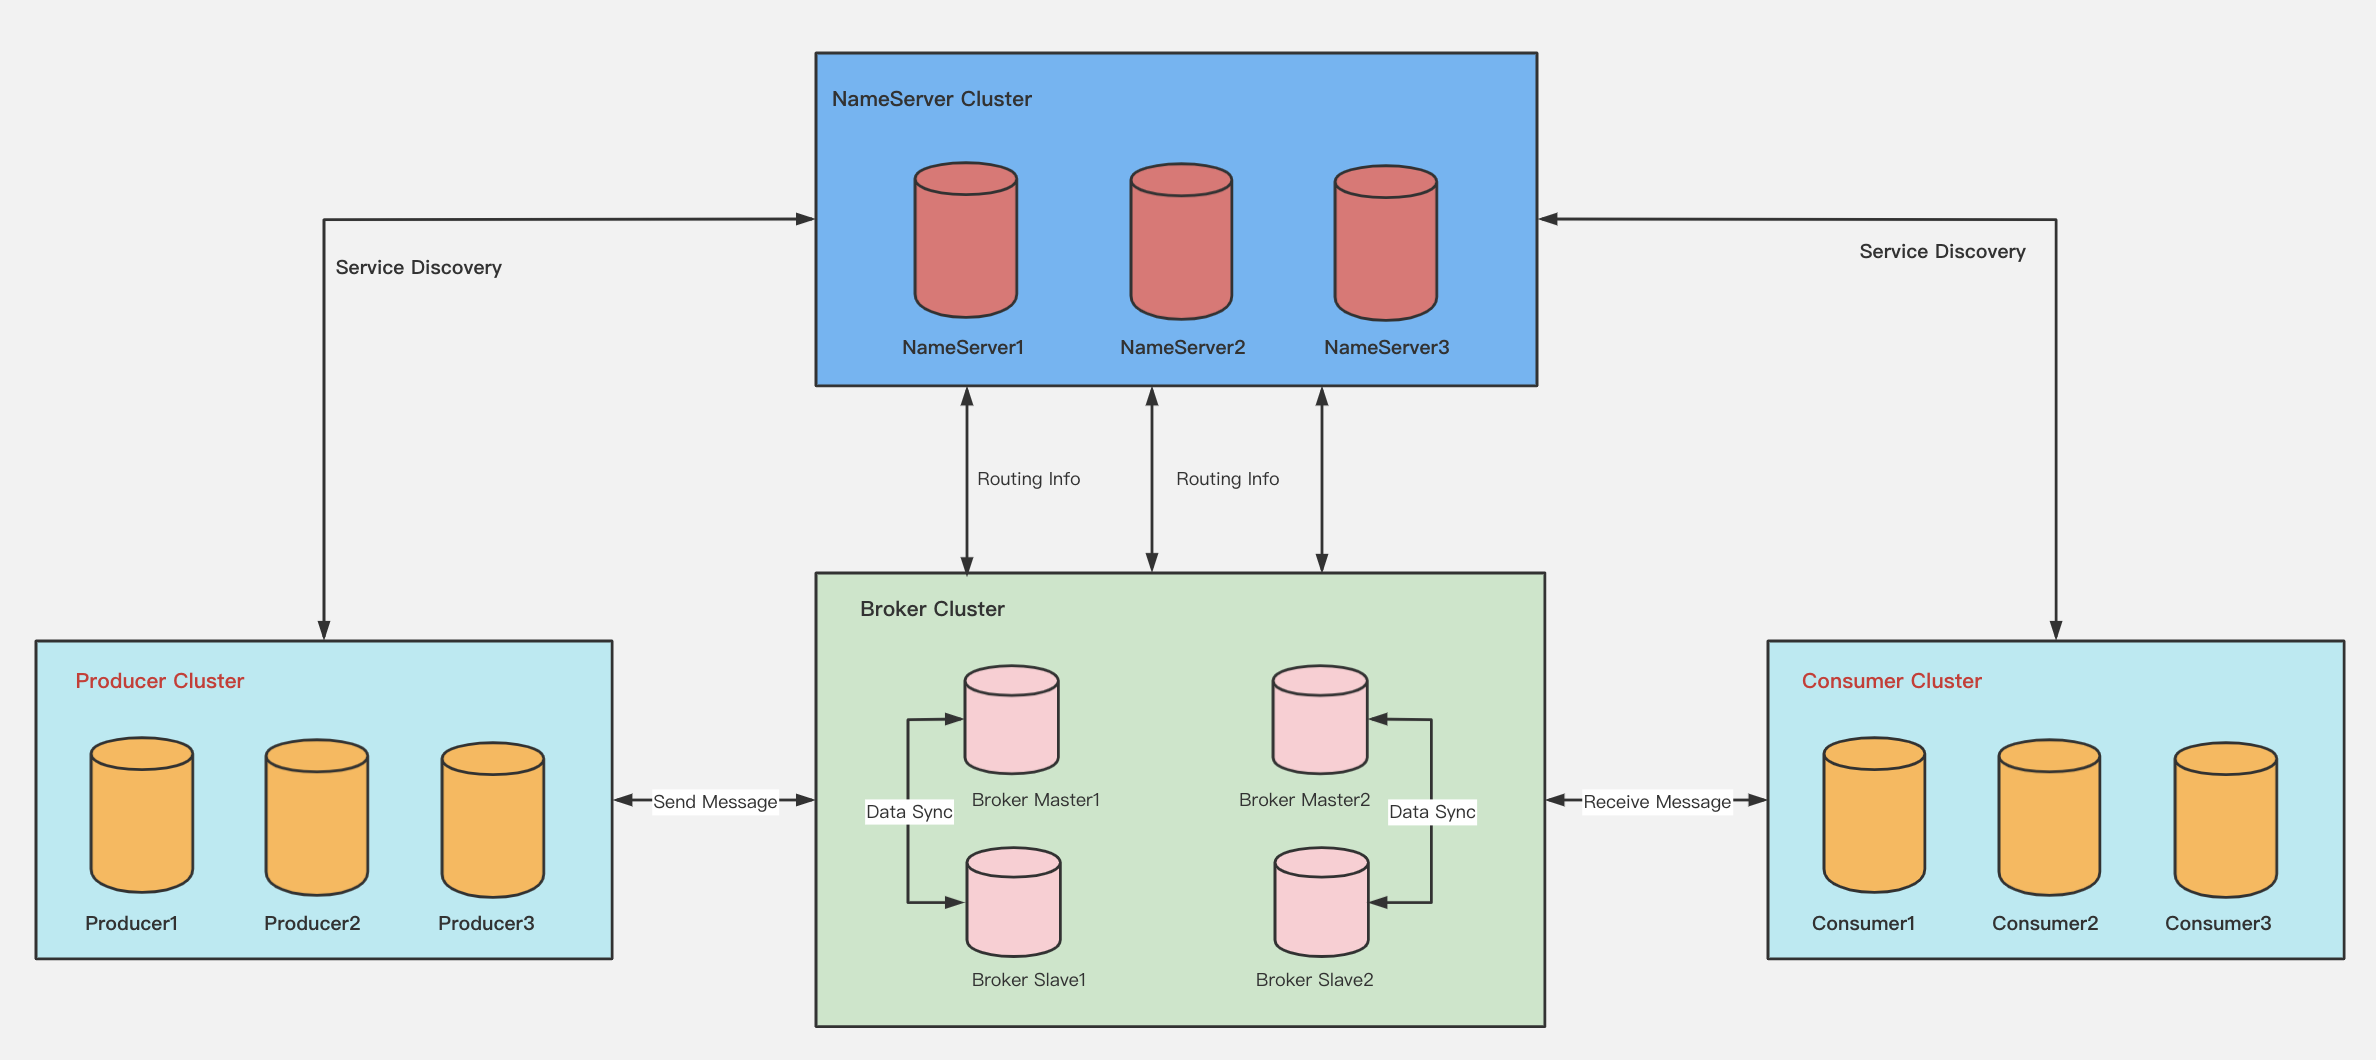 NameServer Cluster
NameServer1
NameServer2
NameServer3
Service Discovery
Service Discovery
Routing Info
Routing Info
Producer Cluster
Producer1
Producer2
Producer3
Send Message
Broker Cluster
Broker Master1
Broker Master2
Data Sync
Data Sync
Broker Slave1
Broker Slave2
Receive Message
Consumer Cluster
Consumer1
Consumer2
Consumer3